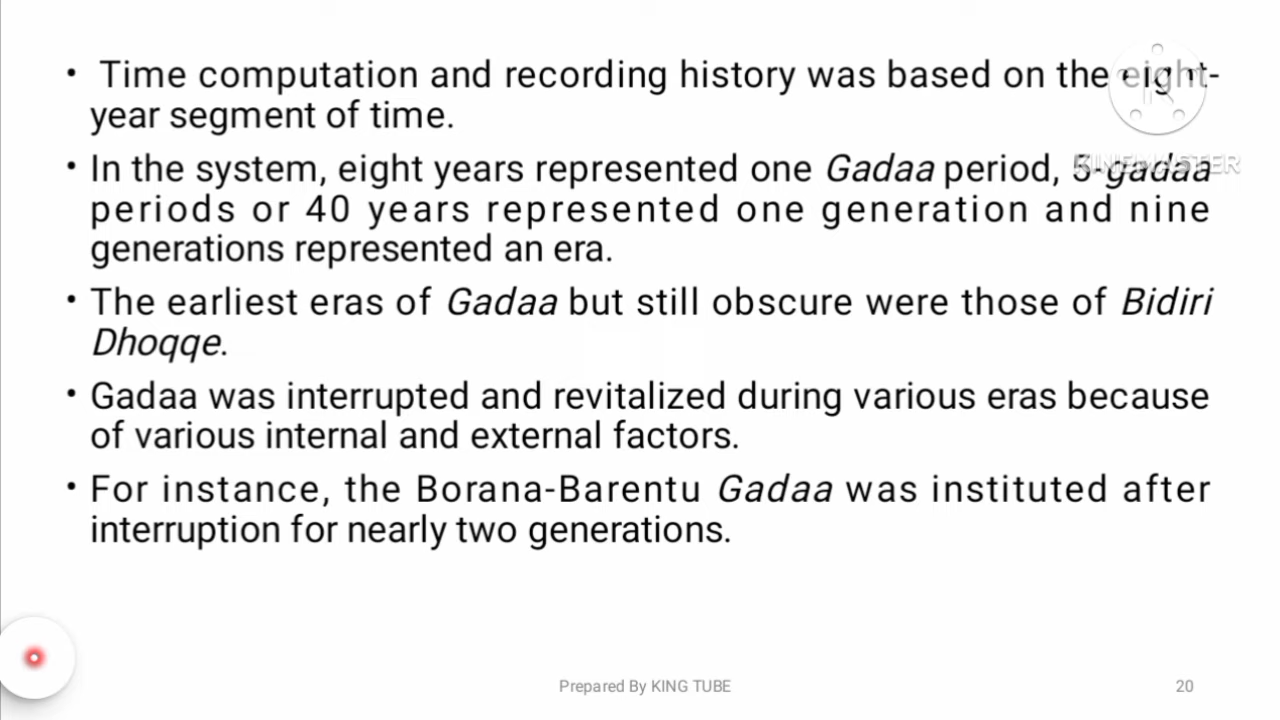 • Time computation and recording history was based on the eight-
year segment of time.
• In the system, eight years represented one Gadaa period, 5-gadaa
periods or 40 years represented one generation and nine
generations represented an era.
• The earliest eras of Gadaa but still obscure were those of Bidiri
Dhoqqe.
• Gadaa was interrupted and revitalized during various eras because
of various internal and external factors.
• For instance, the Borana-Barentu Gadaa was instituted after
interruption for nearly two generations.
KINEMASTER
Prepared By KING TUBE
20